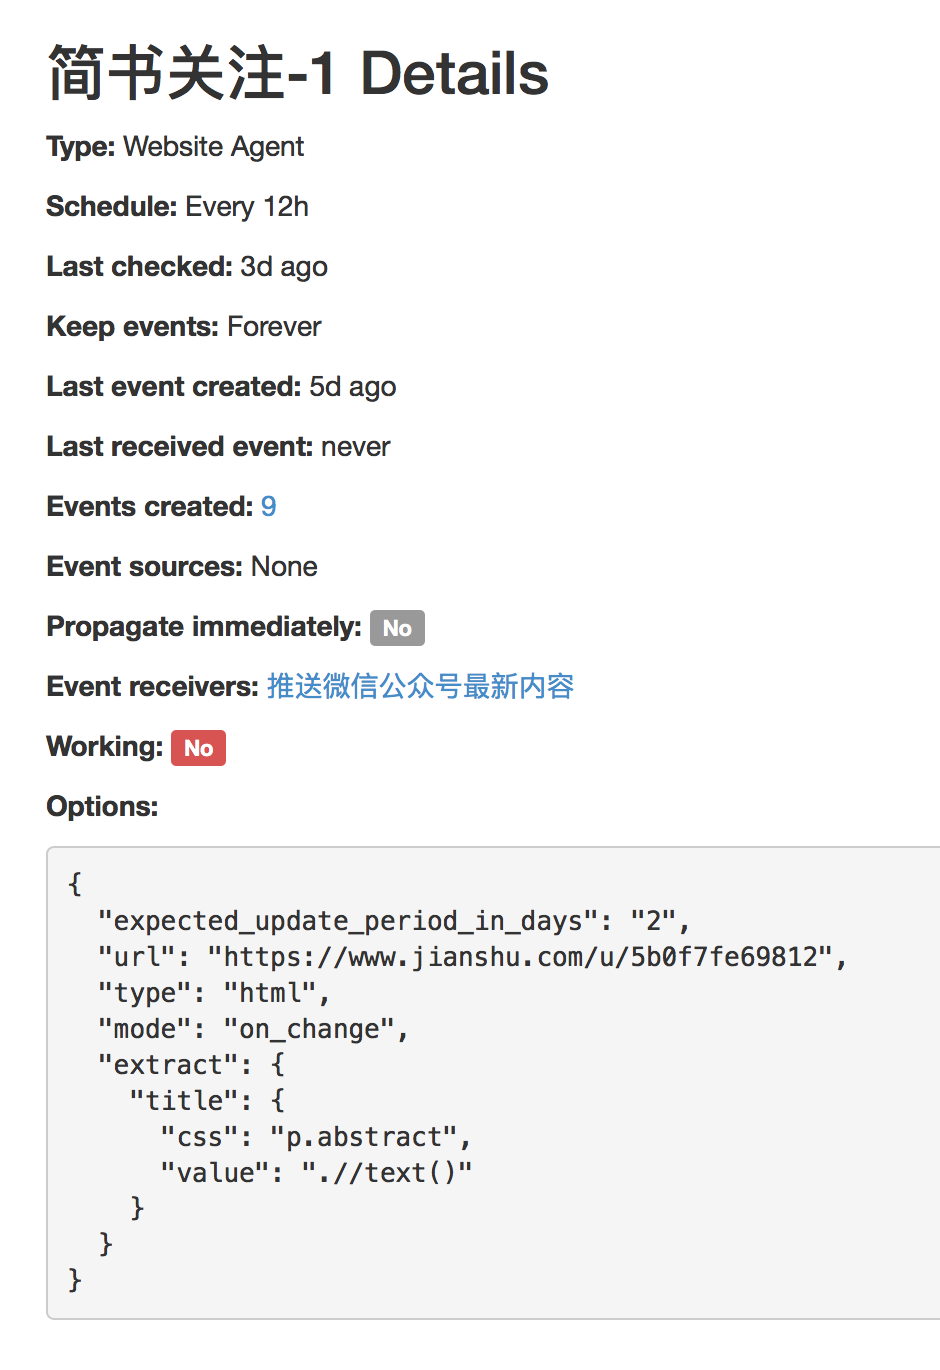 简书关注-1 Details
Type: Website Agent
Schedule: Every 12h
Last checked: 3d ago
Keep events: Forever
Last event created: 5d ago
Last received event: never
Events created: 9
Event sources: None
Propagate immediately: No
Event receivers: 推送微信公众号最新内容
Working: No
Options:
{
  "expected_update_period_in_days": "2",
  "url": "https://www.jianshu.com/u/5b0f7fe69812",
  "type": "html",
  "mode": "on_change",
  "extract": {
    "title": {
      "css": "p.abstract",
      "value": ".//text()"
    }
  }
}